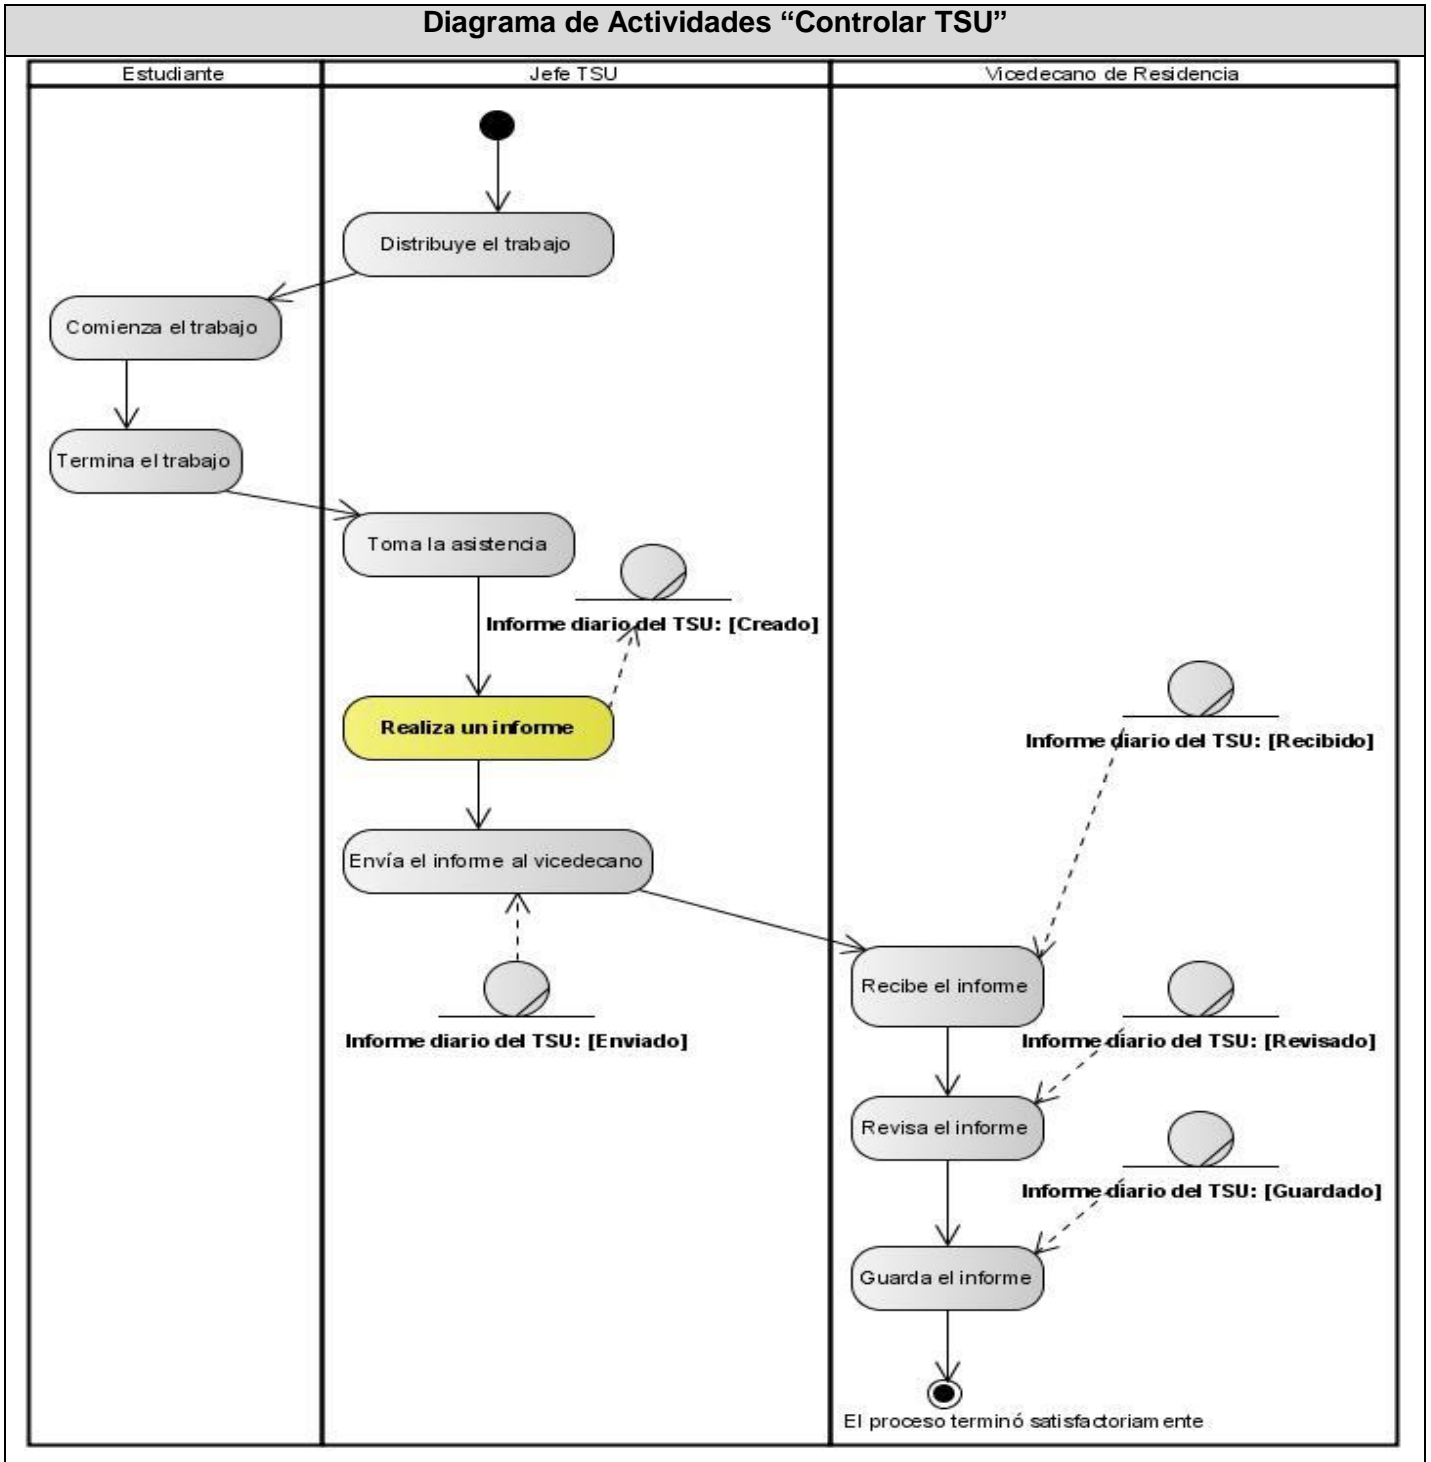 Diagrama de Actividades “Controlar TSU”
Estudiante
Jefe TSU
Vicedecano de Residencia
Distribuye el trabajo
Comienza el trabajo
Termina el trabajo
Toma la asistencia
Informe diario del TSU: [Creado]
Realiza un informe
Informe diario del TSU: [Recibido]
Envía el informe al vicedecano
Recibe el informe
Informe diario del TSU: [Enviado]
Informe diario del TSU: [Revisado]
Revisa el informe
Informe diario del TSU: [Guardado]
Guarda el informe
El proceso terminó satisfactoriamente